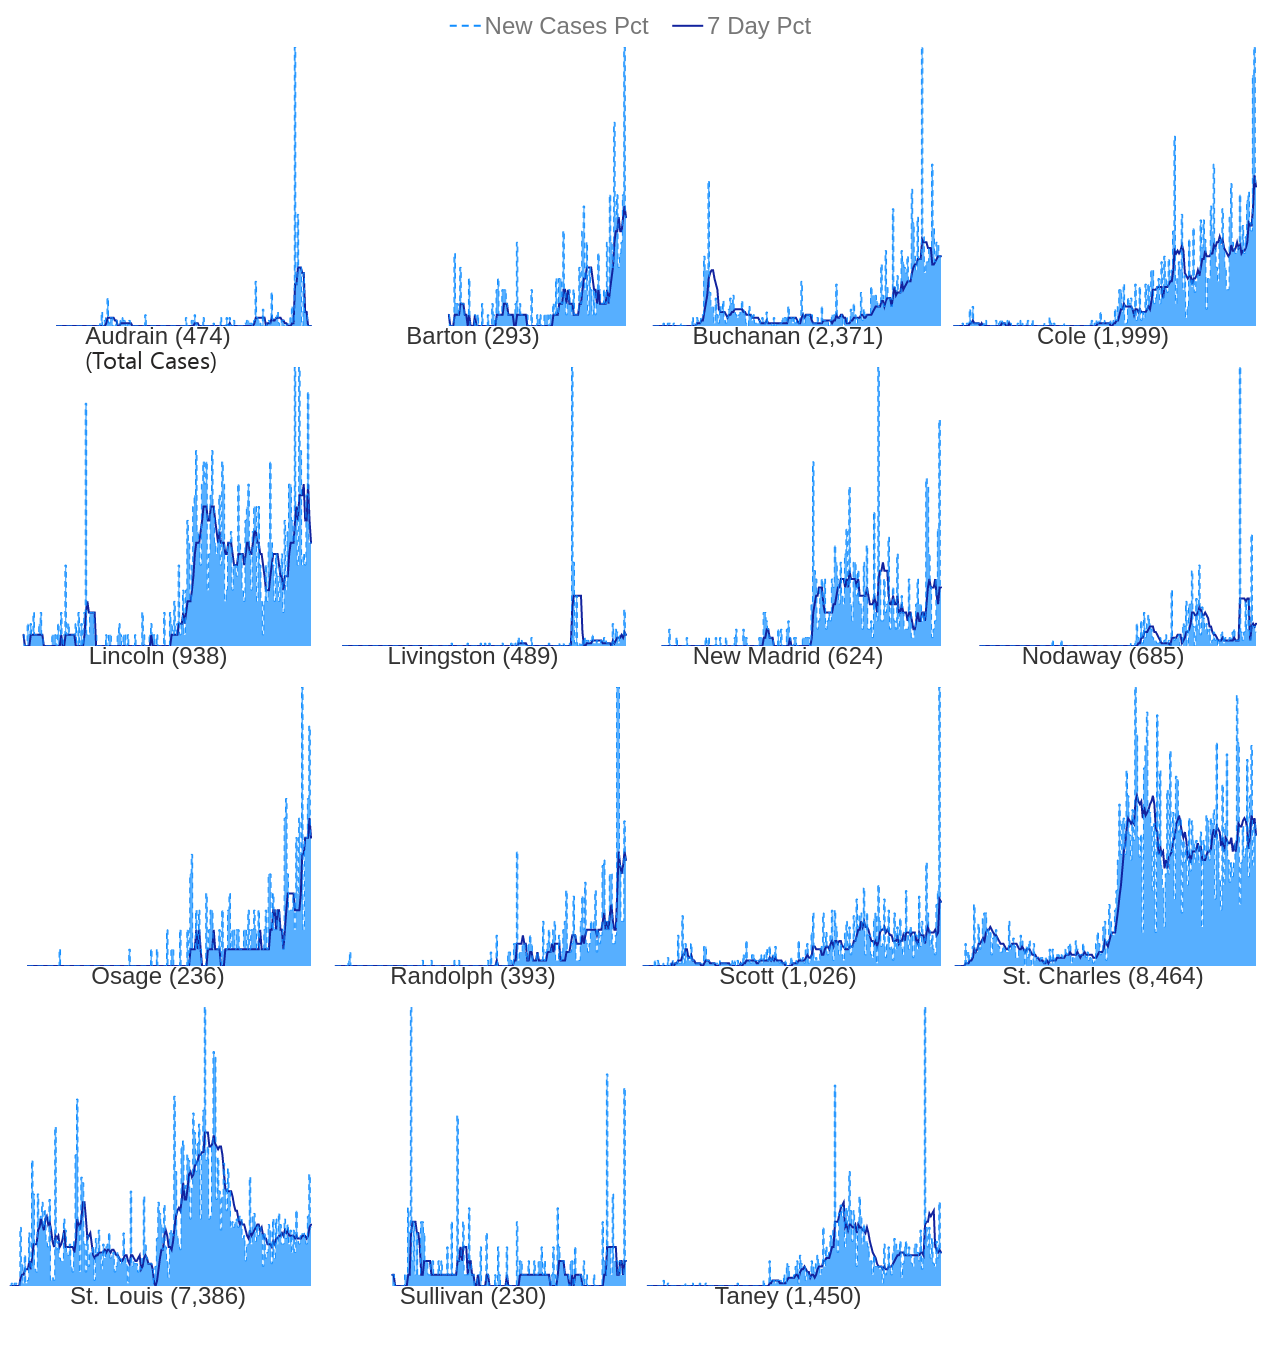 New Cases Pct 7 Day Pct
Audrain (474)
(Total Cases)
Barton (293)
Buchanan (2,371)
Cole (1,999)
Lincoln (938)
Livingston (489)
New Madrid (624)
Nodaway (685)
Osage (236)
Randolph (393)
Scott (1,026)
St. Charles (8,464)
St. Louis (7,386)
Sullivan (230)
Taney (1,450)